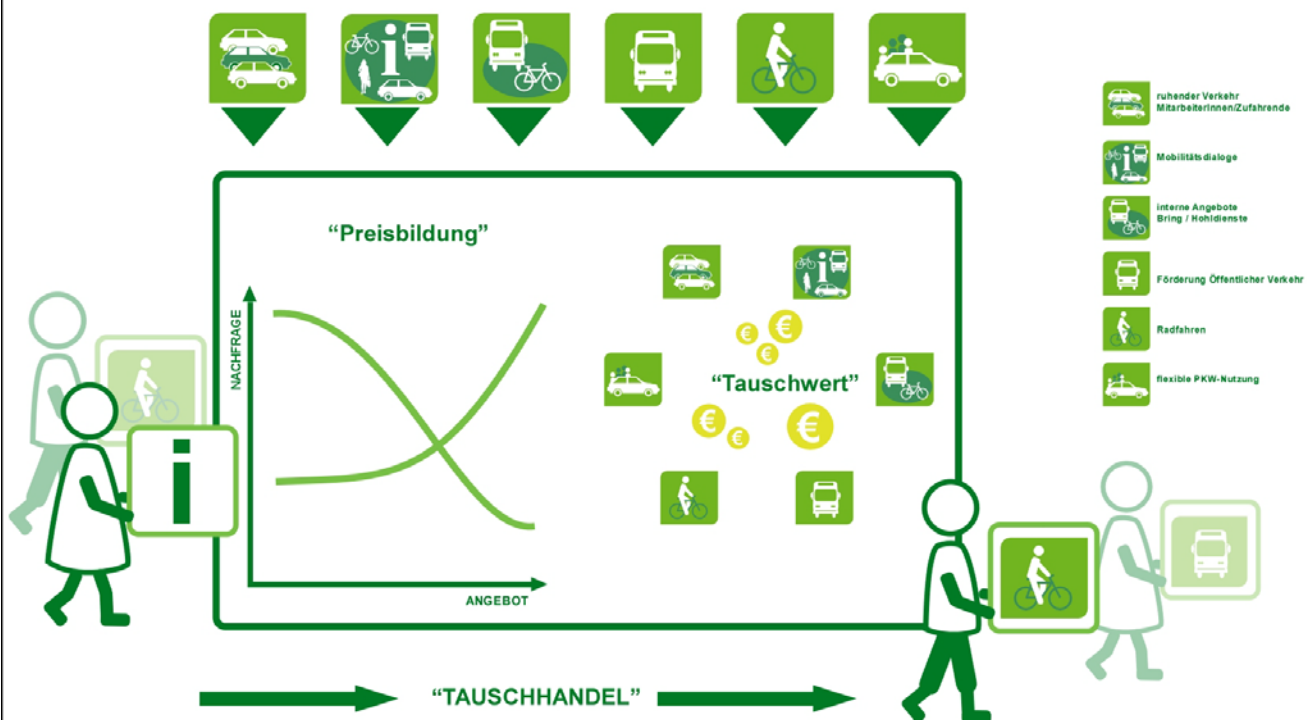 ruhender Verkehr
MitarbeiterInnen/Zufahrende
Mobilitätsdialoge
interne Angebote
Bring / Hohldienste
Förderung Öffentlicher Verkehr
Radfahren
flexible PKW-Nutzung
“Preisbildung”
NACHFRAGE
ANGEBOT
“Tauschwert”
€
€
€
€
€
€
i
i
i
i
“TAUSCHHANDEL”